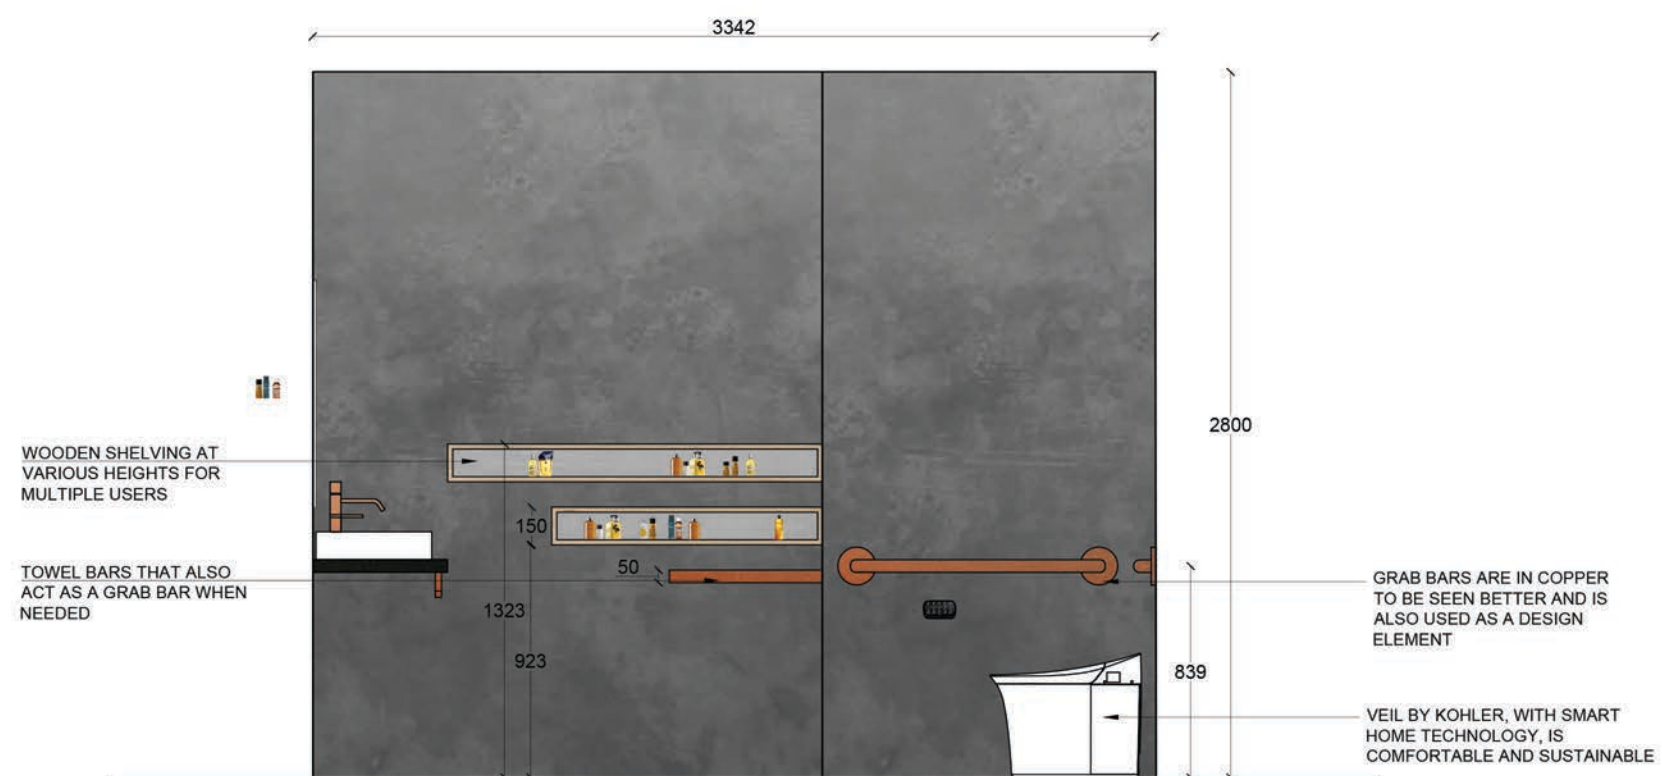 3342
2800
WOODEN SHELVING AT
VARIOUS HEIGHTS FOR
MULTIPLE USERS
150
TOWEL BARS THAT ALSO
ACT AS A GRAB BAR WHEN
NEEDED
50
1323
923
GRAB BARS ARE IN COPPER
TO BE SEEN BETTER AND IS
ALSO USED AS A DESIGN
ELEMENT
839
VEIL BY KOHLER, WITH SMART
HOME TECHNOLOGY, IS
COMFORTABLE AND SUSTAINABLE